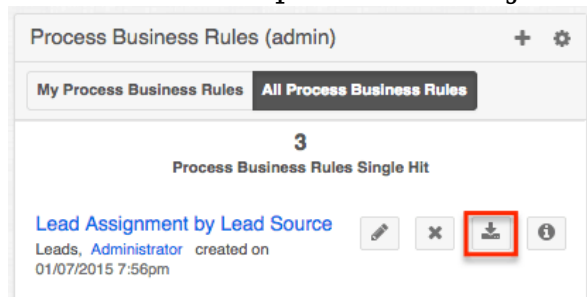 Process Business Rules (admin)
My Process Business Rules All Process Business Rules
3
Process Business Rules Single Hit
Lead Assignment by Lead Source
Leads, Administrator created on
01/07/2015 7:56pm